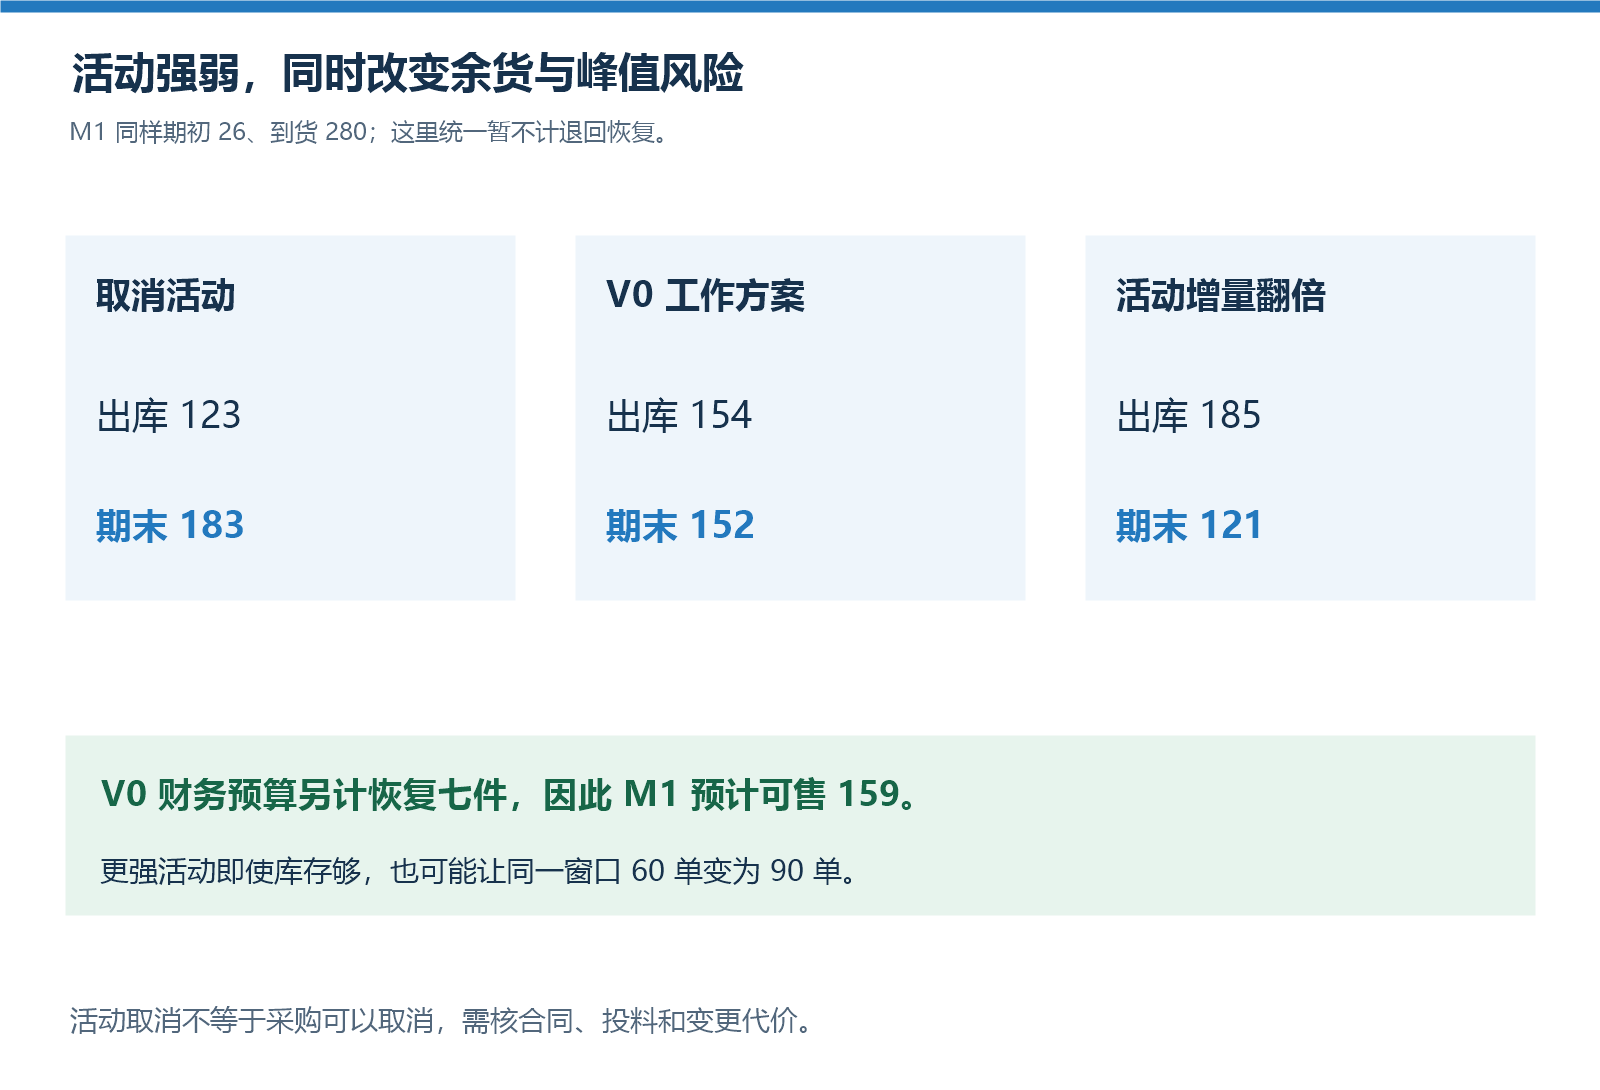 活动强弱，同时改变余货与峰值风险
M1 同样期初 26、到货 280；这里统一暂不计退回恢复。
取消活动
出库 123
期末 183
V0 工作方案
出库 154
期末 152
活动增量翻倍
出库 185
期末 121
V0 财务预算另计恢复七件，因此 M1 预计可售 159。
更强活动即使库存够，也可能让同一窗口 60 单变为 90 单。
活动取消不等于采购可以取消，需核合同、投料和变更代价。